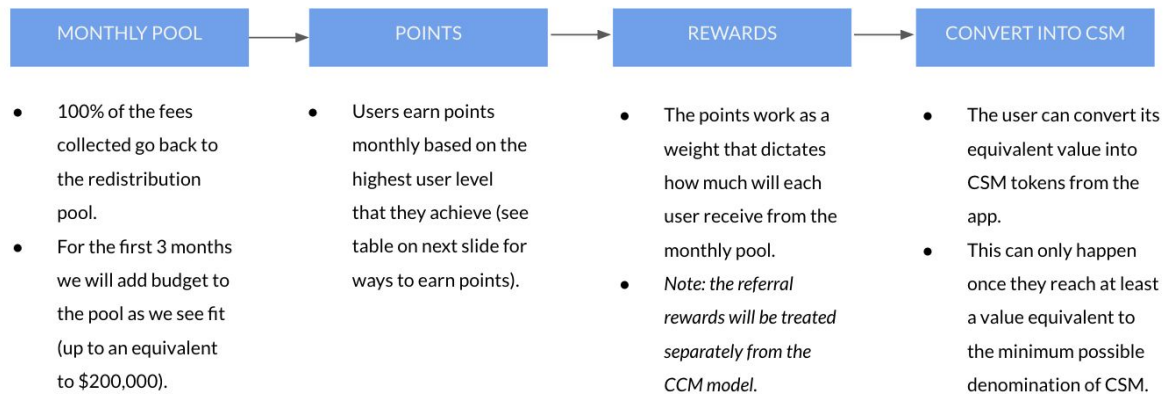 MONTHLY POOL
● 100% of the fees
collected go back to
the redistribution
pool.
● For the first 3 months
we will add budget to
the pool as we see fit
(up to an equivalent
to $200,000).
POINTS
● Users earn points
monthly based on the
highest user level
that they achieve (see
table on next slide for
ways to earn points).
REWARDS
● The points work as a
weight that dictates
how much will each
user receive from the
monthly pool.
● Note: the referral
rewards will be treated
separately from the
CCM model.
CONVERT INTO CSM
● The user can convert its
equivalent value into
CSM tokens from the
app.
● This can only happen
once they reach at least
a value equivalent to
the minimum possible
denomination of CSM.